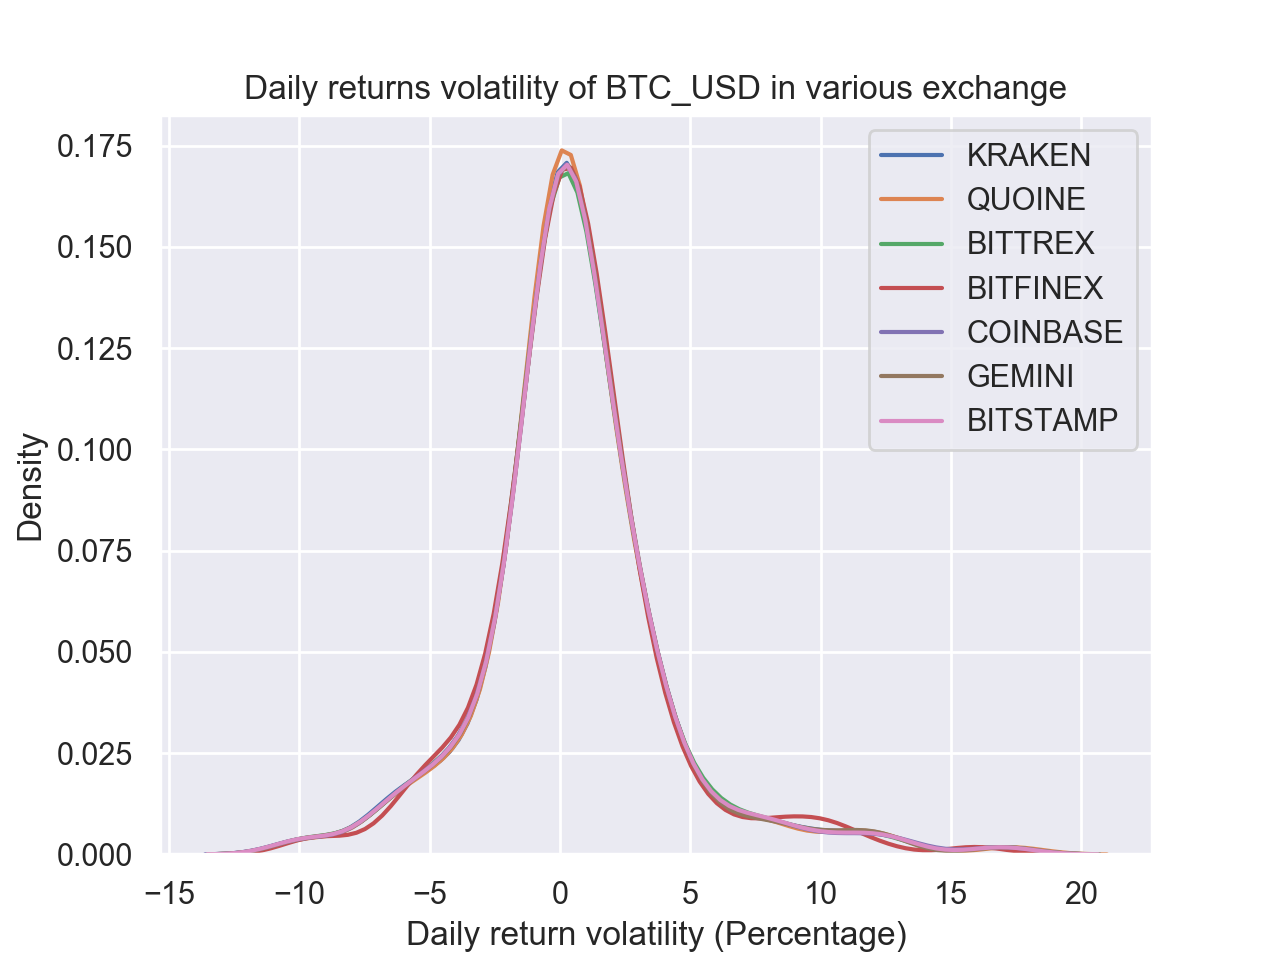 Daily returns volatility of BTC_USD in various exchange
0.175
0.150
0.125
0.100
0.075
0.050
0.025
0.000
Density
KRAKEN
QUOINE
BITTREX
BITFINEX
COINBASE
GEMINI
BITSTAMP
−15 −10 −5 0 5 10 15 20
Daily return volatility (Percentage)